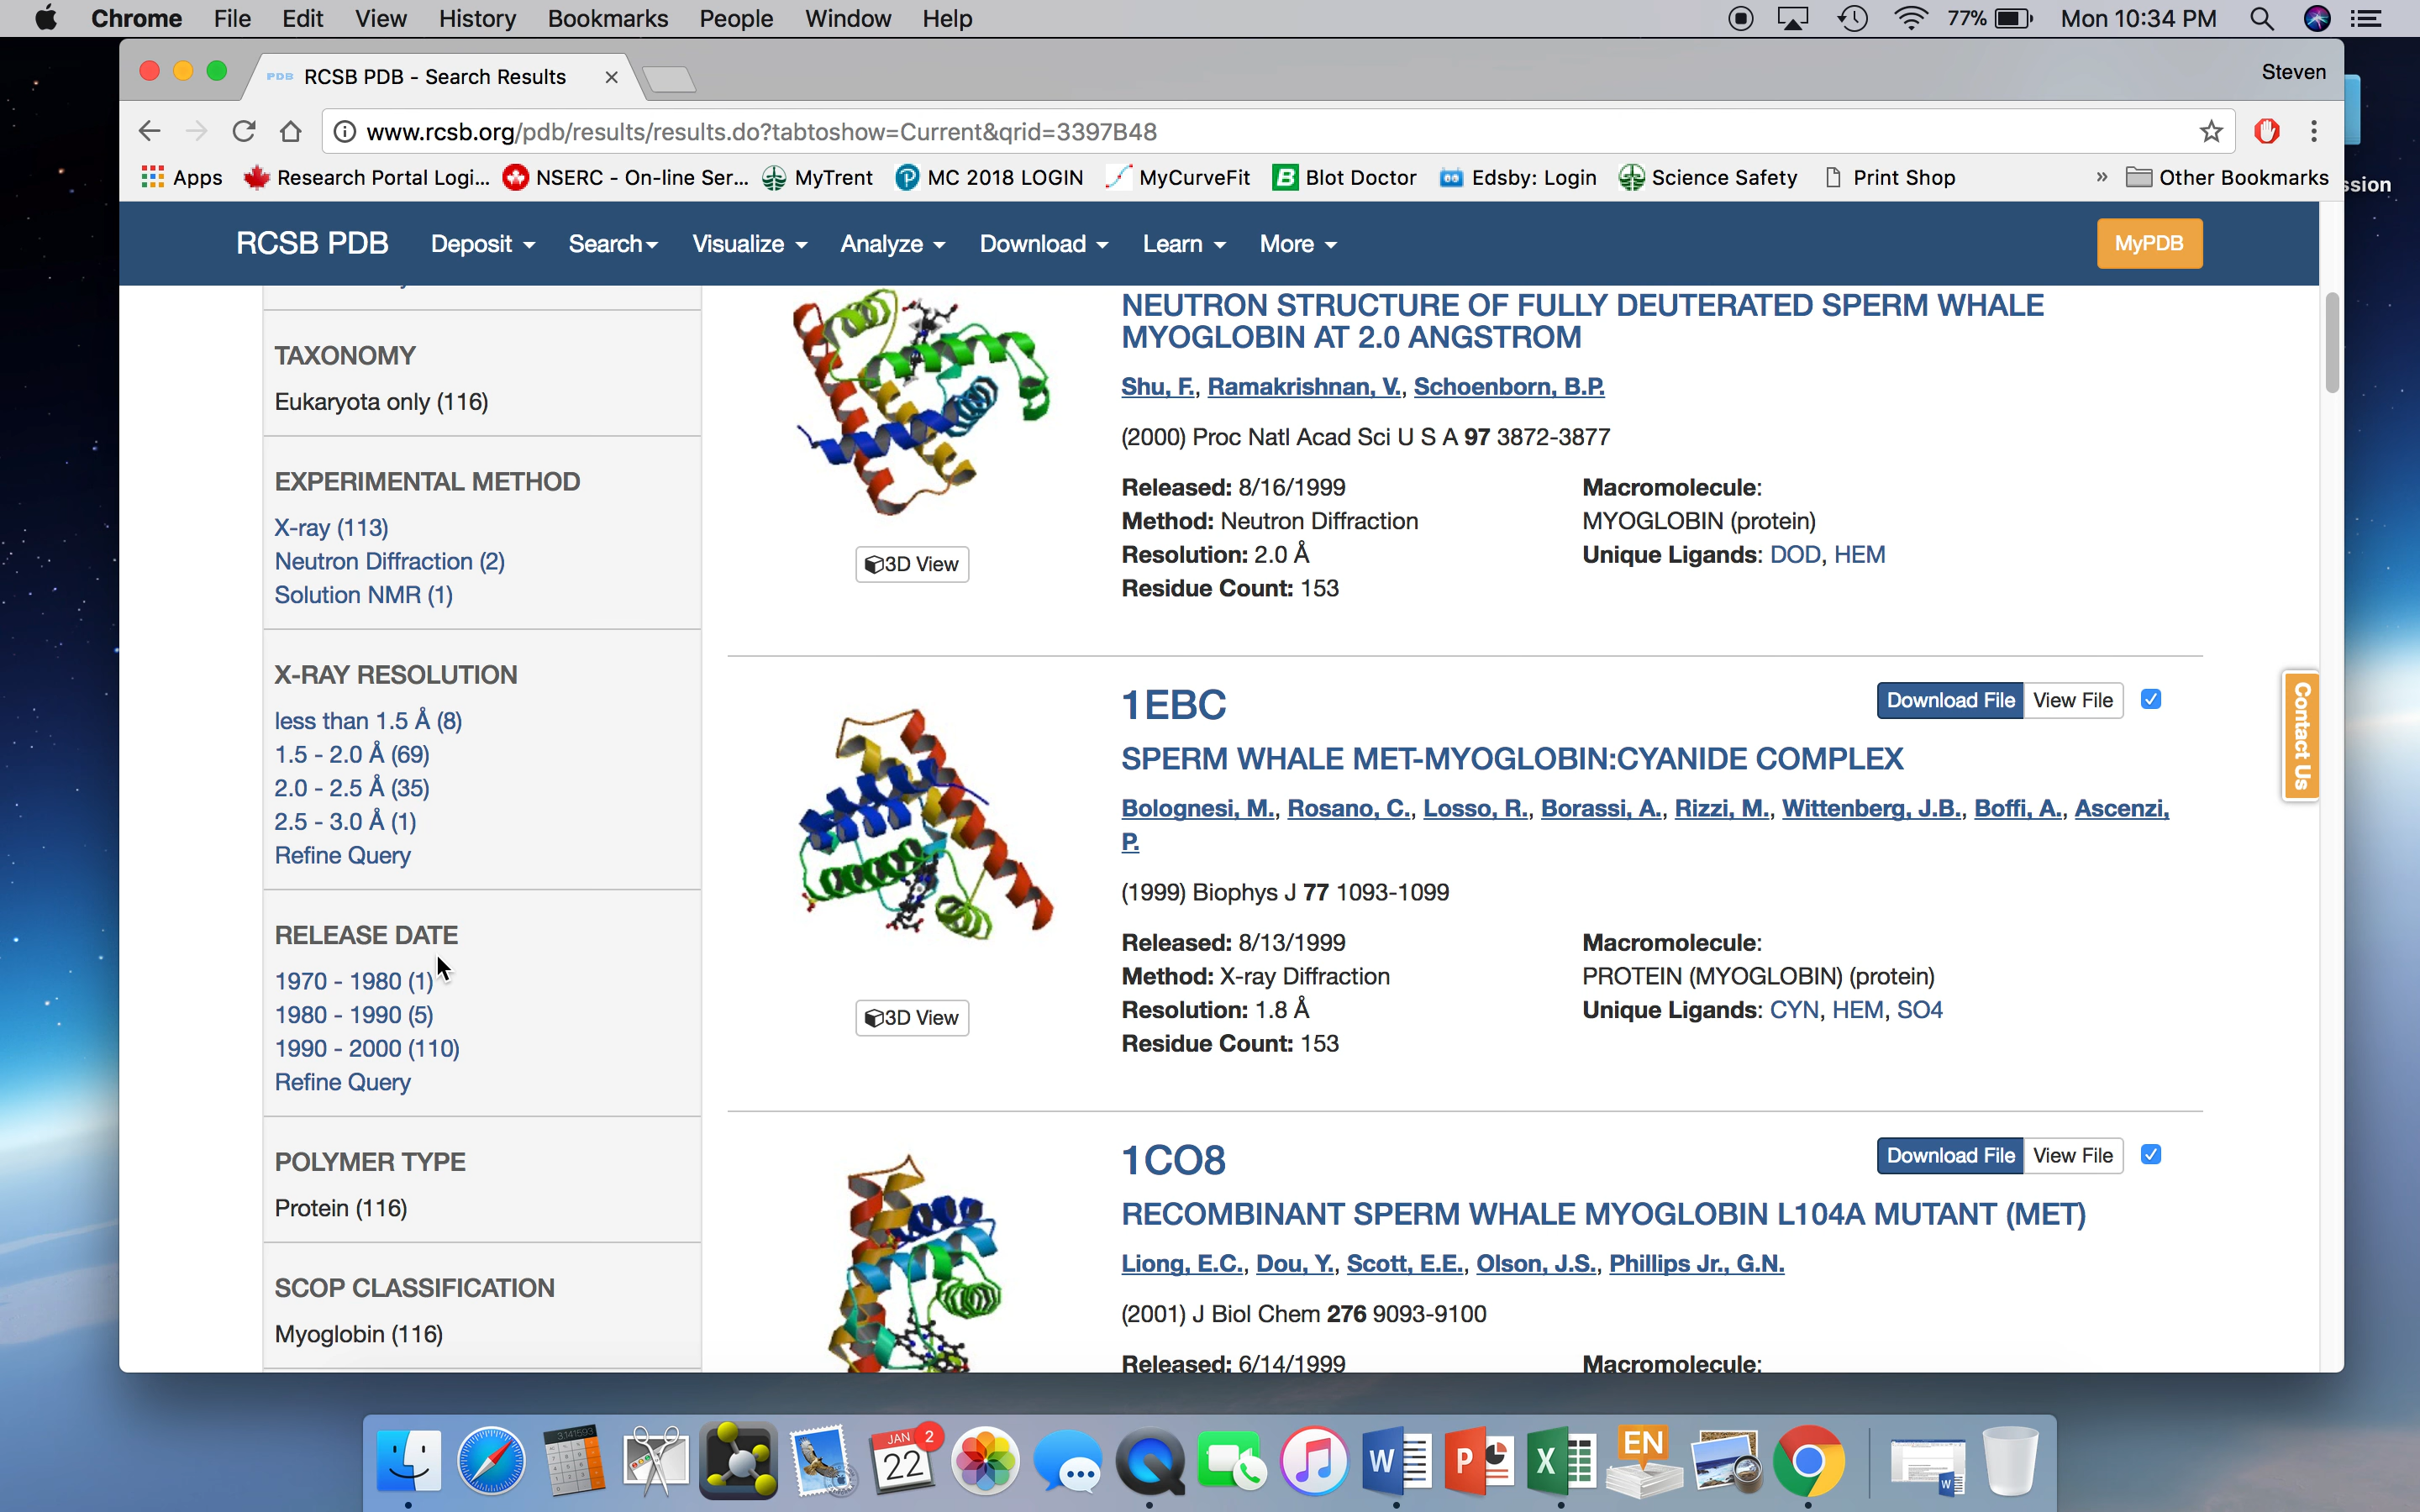 Chrome File Edit View History Bookmarks People Window Help 77% Mon 10:34 PM
PDB RCSB PDB - Search Results Steven
www.rcsb.org/pdb/results/results.do?tabtoshow=Current&qrid=3397B48
Apps Research Portal Logi... NSERC - On-line Ser... MyTrent MC 2018 LOGIN MyCurveFit B Blot Doctor Edsby: Login Science Safety Print Shop » Other Bookmarks
ssion
RCSB PDB Deposit Search Visualize Analyze Download Learn More MyPDB
TAXONOMY
Eukaryota only (116)
EXPERIMENTAL METHOD
X-ray (113)
Neutron Diffraction (2)
Solution NMR (1)
X-RAY RESOLUTION
less than 1.5 Å (8)
1.5 - 2.0 Å (69)
2.0 - 2.5 Å (35)
2.5 - 3.0 Å (1)
Refine Query
RELEASE DATE
1970 - 1980 (1)
1980 - 1990 (5)
1990 - 2000 (110)
Refine Query
POLYMER TYPE
Protein (116)
SCOP CLASSIFICATION
Myoglobin (116)
NEUTRON STRUCTURE OF FULLY DEUTERATED SPERM WHALE
MYOGLOBIN AT 2.0 ANGSTROM
Shu, F., Ramakrishnan, V., Schoenborn, B.P.
(2000) Proc Natl Acad Sci U S A 97 3872-3877
Released: 8/16/1999
Method: Neutron Diffraction
Resolution: 2.0 Å
Residue Count: 153
Macromolecule:
MYOGLOBIN (protein)
Unique Ligands: DOD, HEM
3D View
1EBC
Download File View File
SPERM WHALE MET-MYOGLOBIN:CYANIDE COMPLEX
Bolognesi, M., Rosano, C., Losso, R., Borassi, A., Rizzi, M., Wittenberg, J.B., Boffi, A., Ascenzi,
P.
(1999) Biophys J 77 1093-1099
Released: 8/13/1999
Method: X-ray Diffraction
Resolution: 1.8 Å
Residue Count: 153
Macromolecule:
PROTEIN (MYOGLOBIN) (protein)
Unique Ligands: CYN, HEM, SO4
3D View
1CO8
Download File View File
RECOMBINANT SPERM WHALE MYOGLOBIN L104A MUTANT (MET)
Liong, E.C., Dou, Y., Scott, E.E., Olson, J.S., Phillips Jr., G.N.
(2001) J Biol Chem 276 9093-9100
Released: 6/14/1999
Macromolecule:
Contact Us
3.141593
JAN 2
22
W
P
X
EN
W